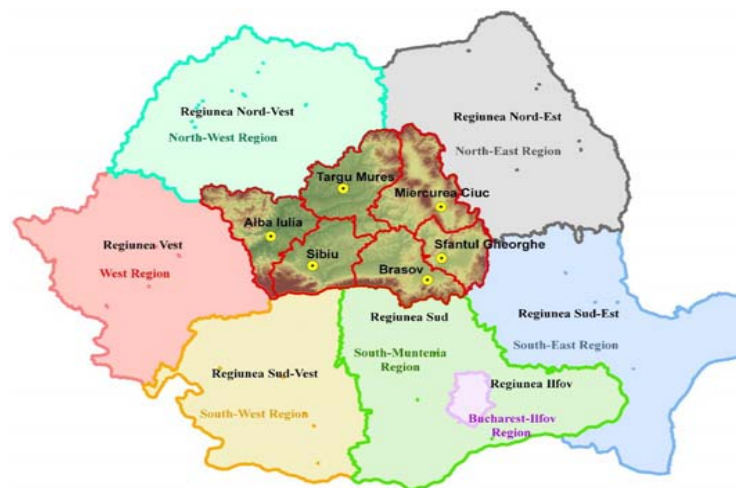 Regiunea Nord-Vest
North-West Region
Regiunea Nord-Est
North-East Region
Targu Mures
Miercurea Ciuc
Alba Iulia
Sibiu
Sfantul Gheorghe
Brasov
Regiunea Vest
West Region
Regiunea Sud-Est
South-East Region
Regiunea Sud
South-Muntenia
Region
Regiunea Sud-Vest
South-West Region
Regiunea Ilfov
Bucharest-Ilfov
Region